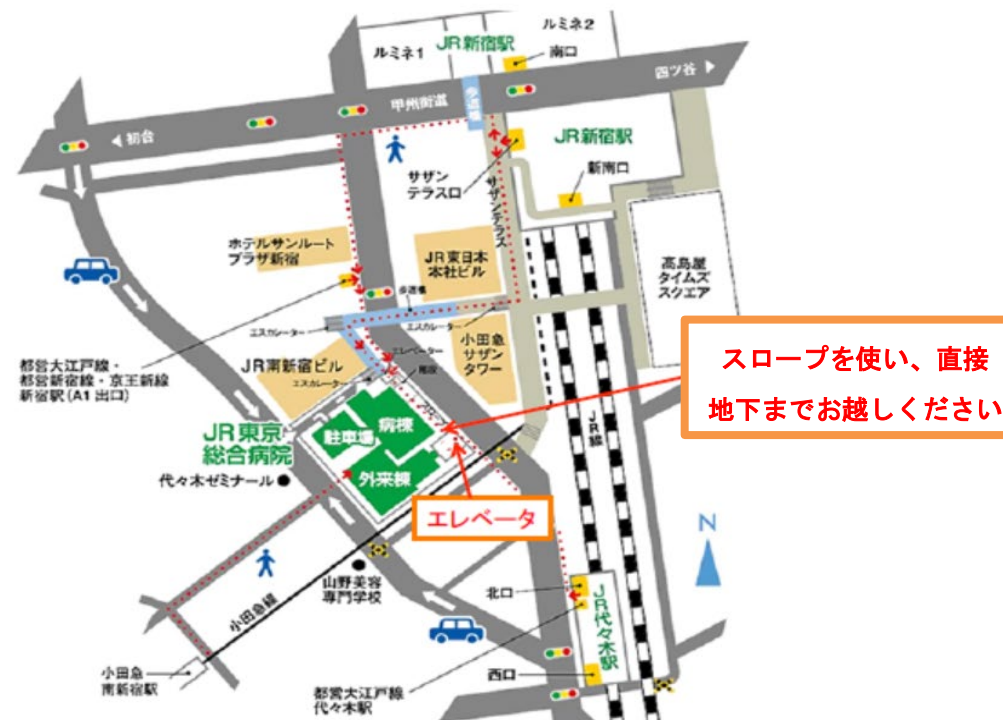 ルミネ1
JR新宿駅
ルミネ2
南口
四ツ谷
甲州街道
歩道橋
初台
JR新宿駅
サザン
テラス口
新南口
サザンテラス
ホテルサンルート
プラザ新宿
JR東日本
本社ビル
高島屋
タイムズ
スクエア
歩道橋
エスカレーター
エスカレーター
小田急
サザン
タワー
都営大江戸線・
都営新宿線・京王新線
新宿駅(A1出口)
JR南新宿ビル
エレベーター
エスカレーター
階段
スロープ
スロープを使い、直接
地下までお越しください
JR東京
総合病院
駐車場
病棟
外来棟
JR線
代々木ゼミナール
エレベータ
山野美容
専門学校
小田急線
N
北口
JR代々木駅
西口
小田急
南新宿駅
都営大江戸線
代々木駅